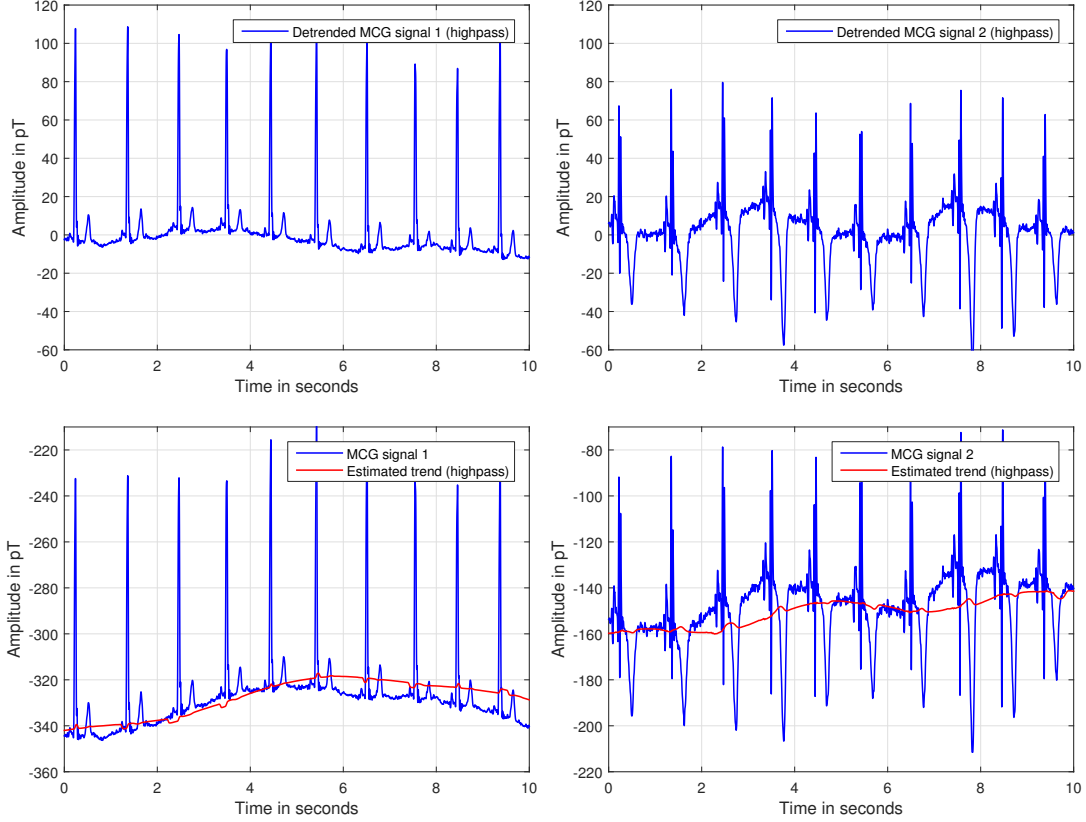 Detrended MCG signal 1 (highpass)
Amplitude in pT
120
100
80
60
40
20
0
-20
-40
-60
0 2 4 6 8 10
Time in seconds
Detrended MCG signal 2 (highpass)
Amplitude in pT
120
100
80
60
40
20
0
-20
-40
-60
0 2 4 6 8 10
Time in seconds
MCG signal 1
Estimated trend (highpass)
Amplitude in pT
-220
-240
-260
-280
-300
-320
-340
-360
0 2 4 6 8 10
Time in seconds
MCG signal 2
Estimated trend (highpass)
Amplitude in pT
-80
-100
-120
-140
-160
-180
-200
-220
0 2 4 6 8 10
Time in seconds